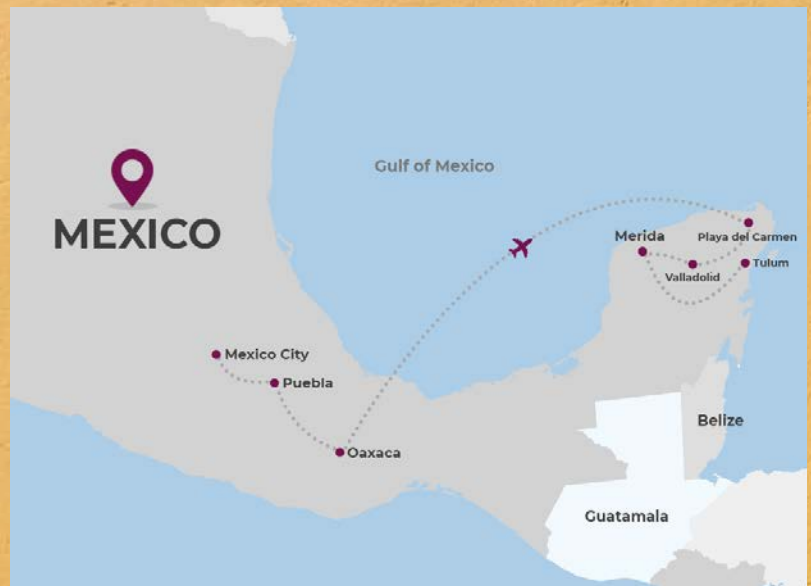 Gulf of Mexico
MEXICO
Merida
Playa del Carmen
Valladolid
Tulum
Mexico City
Puebla
Oaxaca
Belize
Guatamala